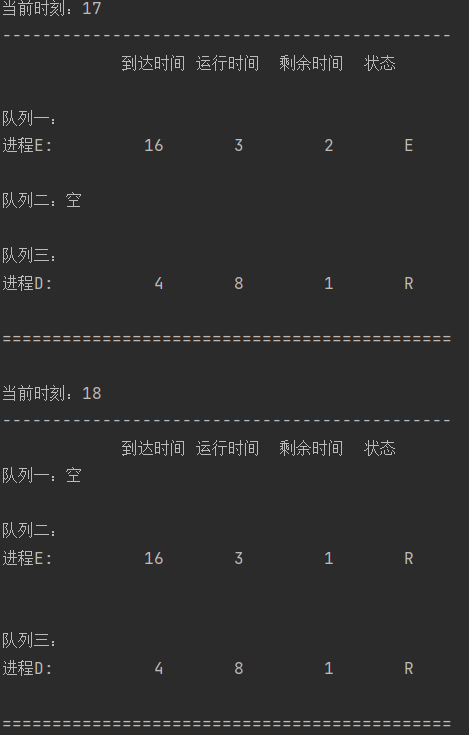 当前时刻：17
---------------------------------------------
到达时间 运行时间 剩余时间 状态
队列一：
进程E: 16 3 2 E
队列二：空
队列三：
进程D: 4 8 1 R
=============================================
当前时刻：18
---------------------------------------------
到达时间 运行时间 剩余时间 状态
队列一：空
队列二：
进程E: 16 3 1 R
队列三：
进程D: 4 8 1 R
=============================================